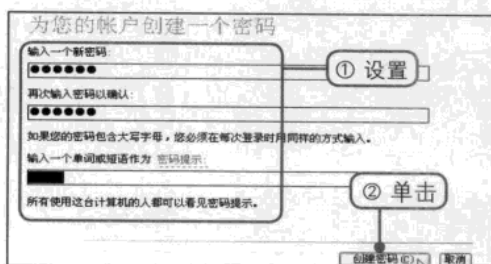 为您的帐户创建一个密码
输入一个新密码:
●●●●●●
① 设置
再次输入密码以确认:
●●●●●●
如果您的密码包含大写字母，您必须在每次登录时用同样的方式输入。
输入一个单词或短语作为 密码提示:
② 单击
所有使用这台计算机的人都可以看见密码提示。
创建密码(C) 取消